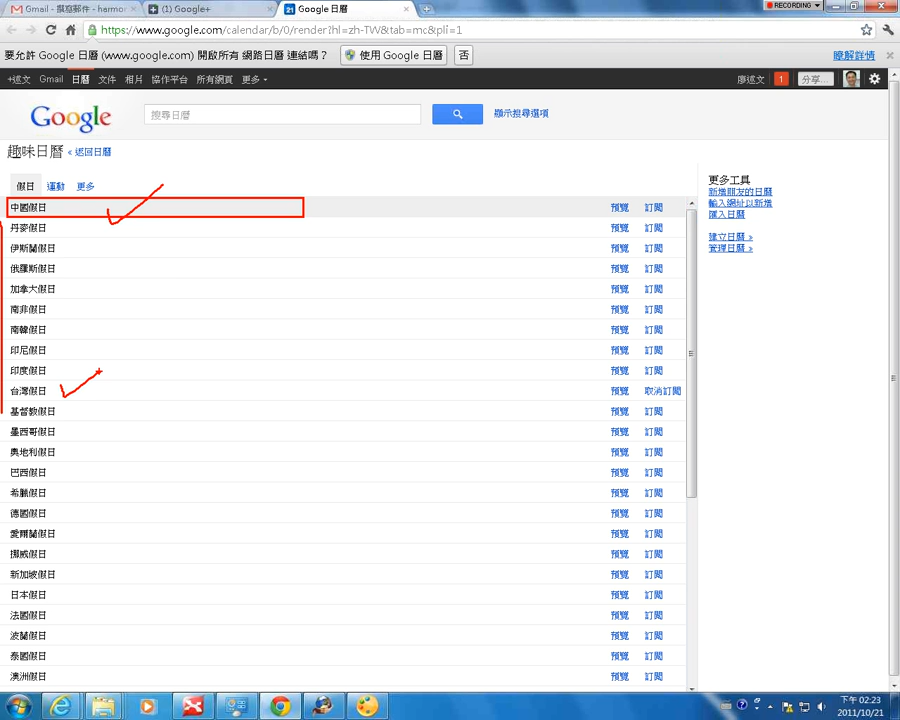 Gmail - 撰寫郵件 - harmon
(1) Google+
Google 日曆
RECORDING
https://www.google.com/calendar/b/0/render?hl=zh-TW&tab=mc&pli=1
要允許 Google 日曆 (www.google.com) 開啟所有 網路日曆 連結嗎？
使用 Google 日曆
否
瞭解詳情
+述文 Gmail 日曆 文件 相片 協作平台 所有網頁 更多
廖述文 1 分享...
Google
搜尋日曆
顯示搜尋選項
趣味日曆 « 返回日曆
假日 運動 更多
中國假日 預覽 訂閱
丹麥假日 預覽 訂閱
伊斯蘭假日 預覽 訂閱
俄羅斯假日 預覽 訂閱
加拿大假日 預覽 訂閱
南非假日 預覽 訂閱
南韓假日 預覽 訂閱
印尼假日 預覽 訂閱
印度假日 預覽 訂閱
台灣假日 預覽 取消訂閱
基督教假日 預覽 訂閱
墨西哥假日 預覽 訂閱
奧地利假日 預覽 訂閱
巴西假日 預覽 訂閱
希臘假日 預覽 訂閱
德國假日 預覽 訂閱
愛爾蘭假日 預覽 訂閱
挪威假日 預覽 訂閱
新加坡假日 預覽 訂閱
日本假日 預覽 訂閱
法國假日 預覽 訂閱
波蘭假日 預覽 訂閱
泰國假日 預覽 訂閱
澳洲假日 預覽 訂閱
更多工具
新增朋友的日曆
輸入網址以新增
匯入日曆
建立日曆 »
管理日曆 »
下午 02:23
2011/10/21